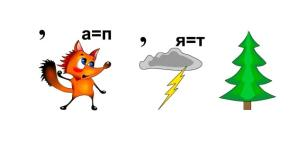 , а=п , я=т